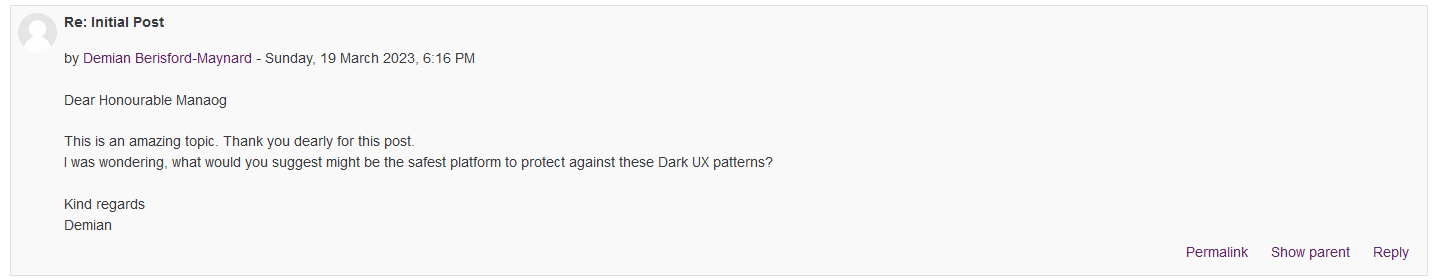 Re: Initial Post
by Demian Berisford-Maynard - Sunday, 19 March 2023, 6:16 PM
Dear Honourable Manaog
This is an amazing topic. Thank you dearly for this post.
I was wondering, what would you suggest might be the safest platform to protect against these Dark UX patterns?
Kind regards
Demian
Permalink Show parent Reply